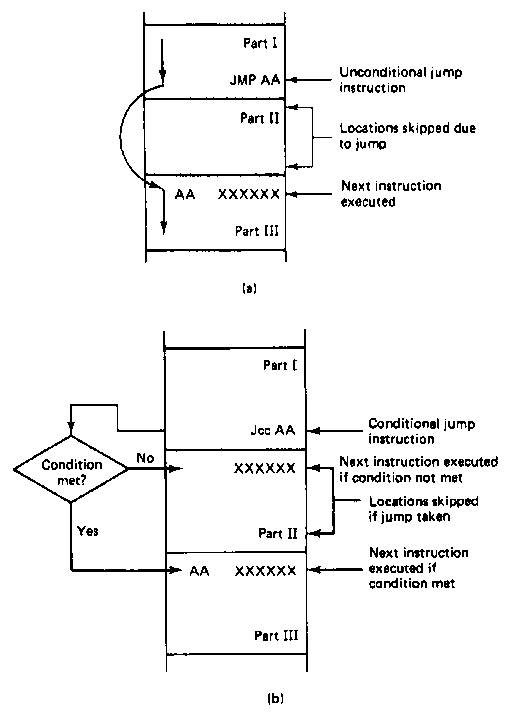 Part I
JMP AA
Unconditional jump
instruction
Part II
Locations skipped due
to jump
AA XXXXXX
Next instruction
executed
Part III
(a)
Part I
Jcc AA
Conditional jump
instruction
Condition
met?
No
XXXXXX
Next instruction executed
if condition not met
Locations skipped
if jump taken
Yes
Part II
AA XXXXXX
Next instruction
executed if
condition met
Part III
(b)